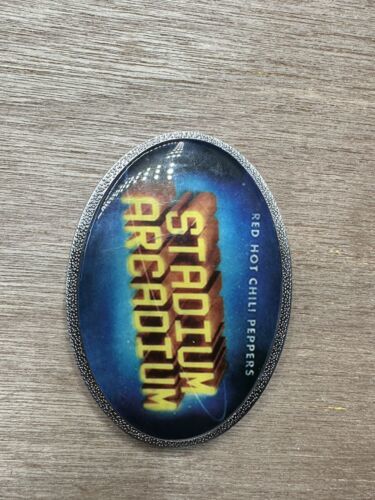 RED HOT CHILI PEPPERS
STADIUM
ARCADIUM